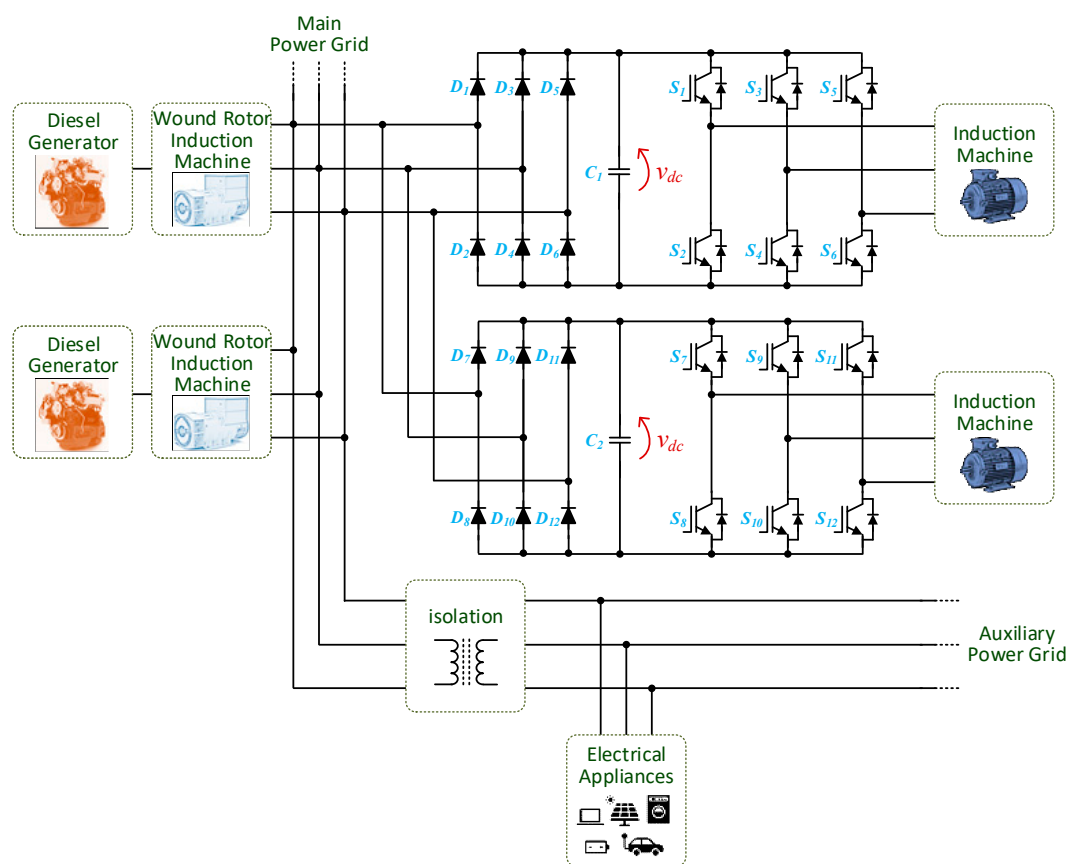 Main
Power Grid
Diesel
Generator
Wound Rotor
Induction
Machine
D1 D3 D5
D2 D4 D6
C1
vdc
S1 S3 S5
S2 S4 S6
Induction
Machine
Diesel
Generator
Wound Rotor
Induction
Machine
D7 D9 D11
D8 D10 D12
C2
vdc
S7 S9 S11
S8 S10 S12
Induction
Machine
isolation
Auxiliary
Power Grid
Electrical
Appliances